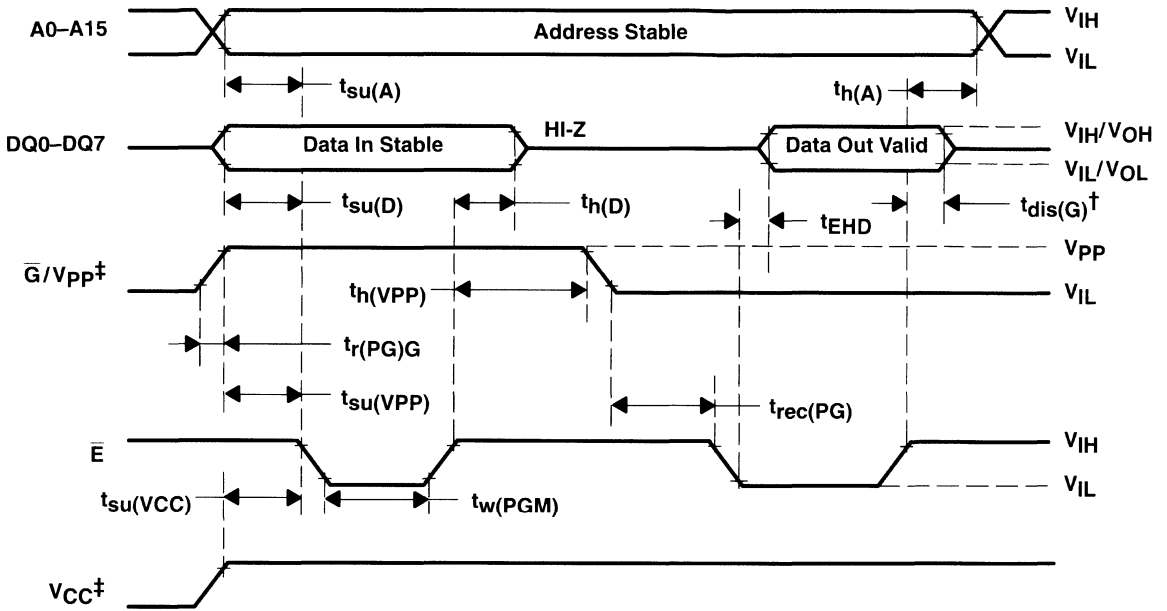 A0–A15
Address Stable
VIH
VIL
tsu(A)
th(A)
DQ0–DQ7
Data In Stable
HI-Z
Data Out Valid
VIH/VOH
VIL/VOL
tsu(D)
th(D)
tEHD
tdis(G)†
G̅/VPP‡
VPP
th(VPP)
VIL
tr(PG)G
tsu(VPP)
trec(PG)
E̅
VIH
tsu(VCC)
tw(PGM)
VIL
VCC‡